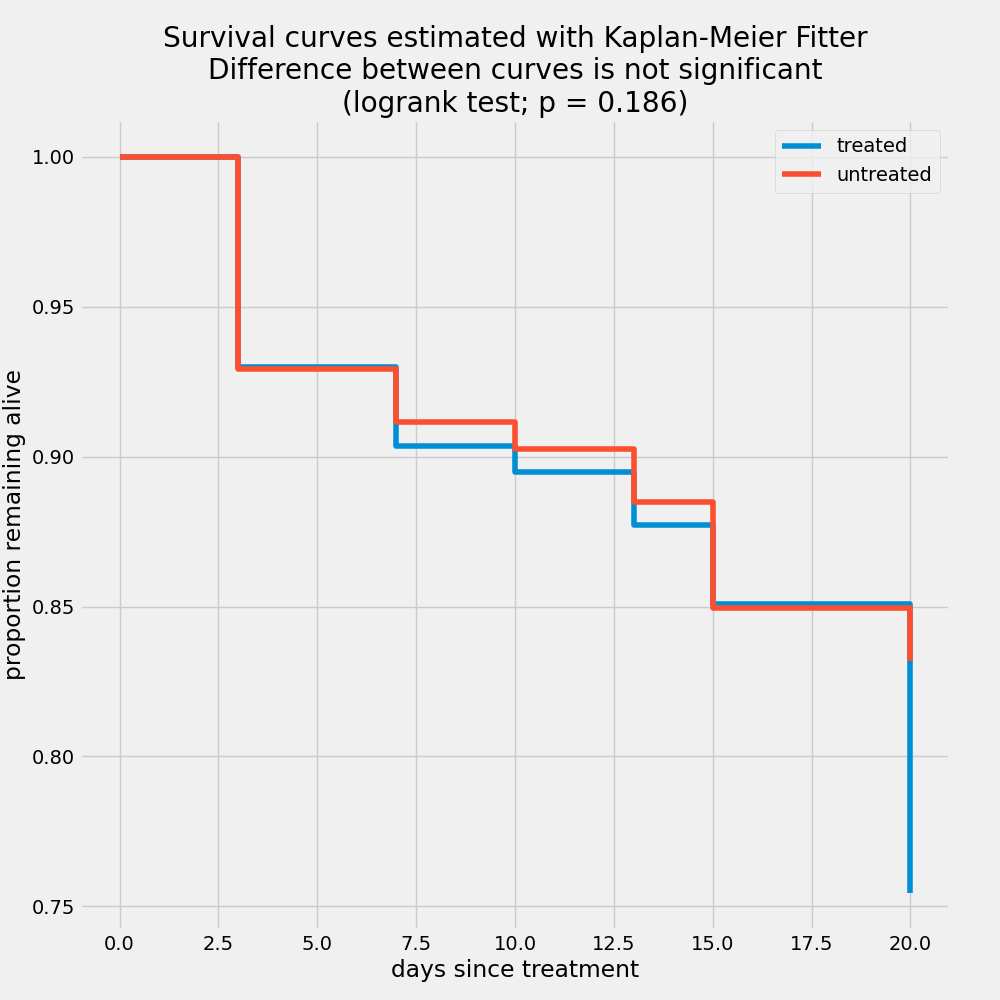 Survival curves estimated with Kaplan-Meier Fitter
Difference between curves is not significant
(logrank test; p = 0.186)
treated
untreated
1.00
0.95
0.90
0.85
0.80
0.75
proportion remaining alive
0.0 2.5 5.0 7.5 10.0 12.5 15.0 17.5 20.0
days since treatment